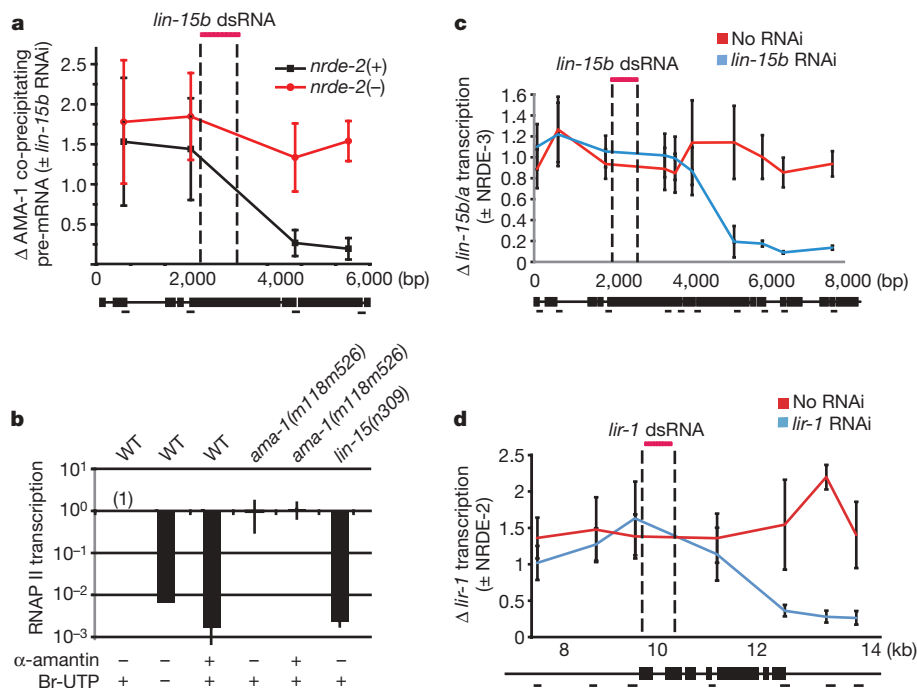 a
lin-15b dsRNA
Δ AMA-1 co-precipitating
pre-mRNA (± lin-15b RNAi)
2.5
2.0
1.5
1.0
0.5
nrde-2(+)
nrde-2(−)
0 2,000 4,000 6,000 (bp)
c
No RNAi
lin-15b RNAi
lin-15b dsRNA
Δ lin-15b/a transcription
(± NRDE-3)
1.6
1.4
1.2
1.0
0.8
0.6
0.4
0.2
0
0 2,000 4,000 6,000 8,000 (bp)
b
WT
WT
WT
ama-1(m118m526)
ama-1(m118m526)
lin-15(n309)
RNAP II transcription
10¹
10⁰
10⁻¹
10⁻²
10⁻³
(1)
α-amantin − − + − + −
Br-UTP + − + + + +
d
No RNAi
lir-1 RNAi
lir-1 dsRNA
Δ lir-1 transcription
(± NRDE-2)
2.5
2
1.5
1
0.5
0
8 10 12 14 (kb)